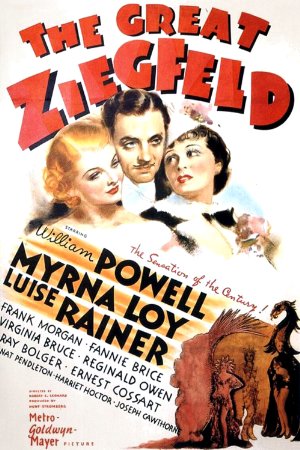 THE GREAT
ZIEGFELD
STARRING
William
POWELL
MYRNA LOY
LUISE RAINER
The Sensation of the Century!
FRANK MORGAN · FANNIE BRICE
VIRGINIA BRUCE · REGINALD OWEN
RAY BOLGER · ERNEST COSSART
NAT PENDLETON · HARRIET HOCTOR · JOSEPH CAWTHORNE
DIRECTED BY
ROBERT Z. LEONARD
PRODUCED BY
HUNT STROMBERG
Metro-
Goldwyn-
Mayer PICTURE